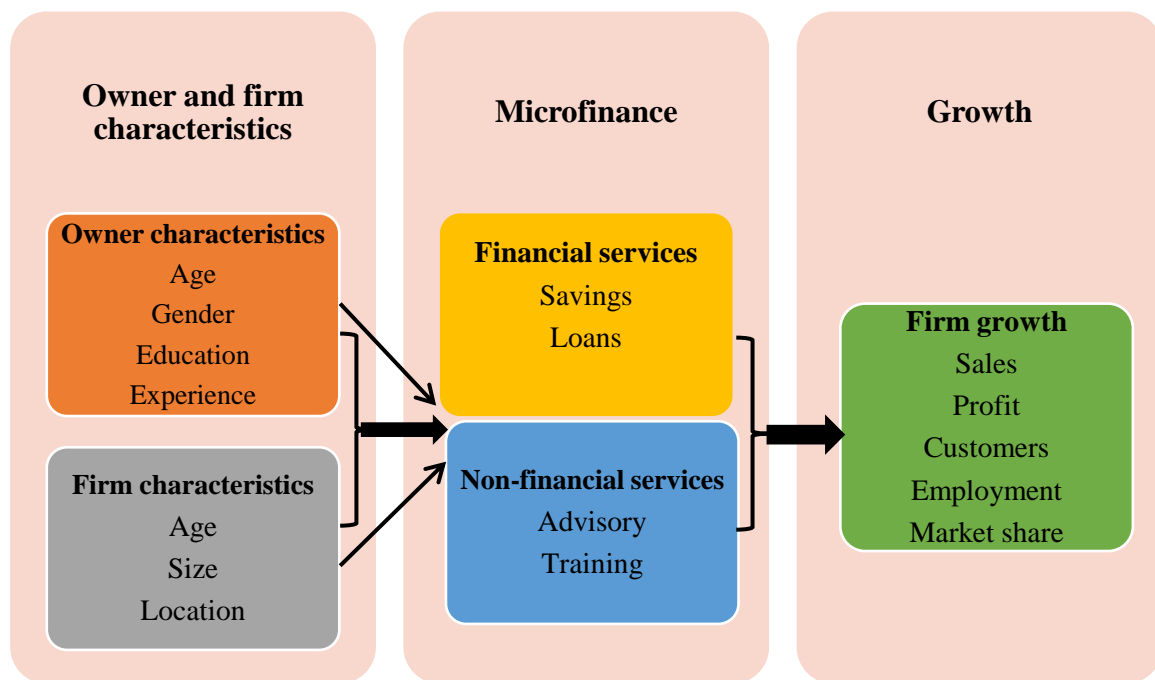 Owner and firm
characteristics
Owner characteristics
Age
Gender
Education
Experience
Firm characteristics
Age
Size
Location
Microfinance
Financial services
Savings
Loans
Non-financial services
Advisory
Training
Growth
Firm growth
Sales
Profit
Customers
Employment
Market share